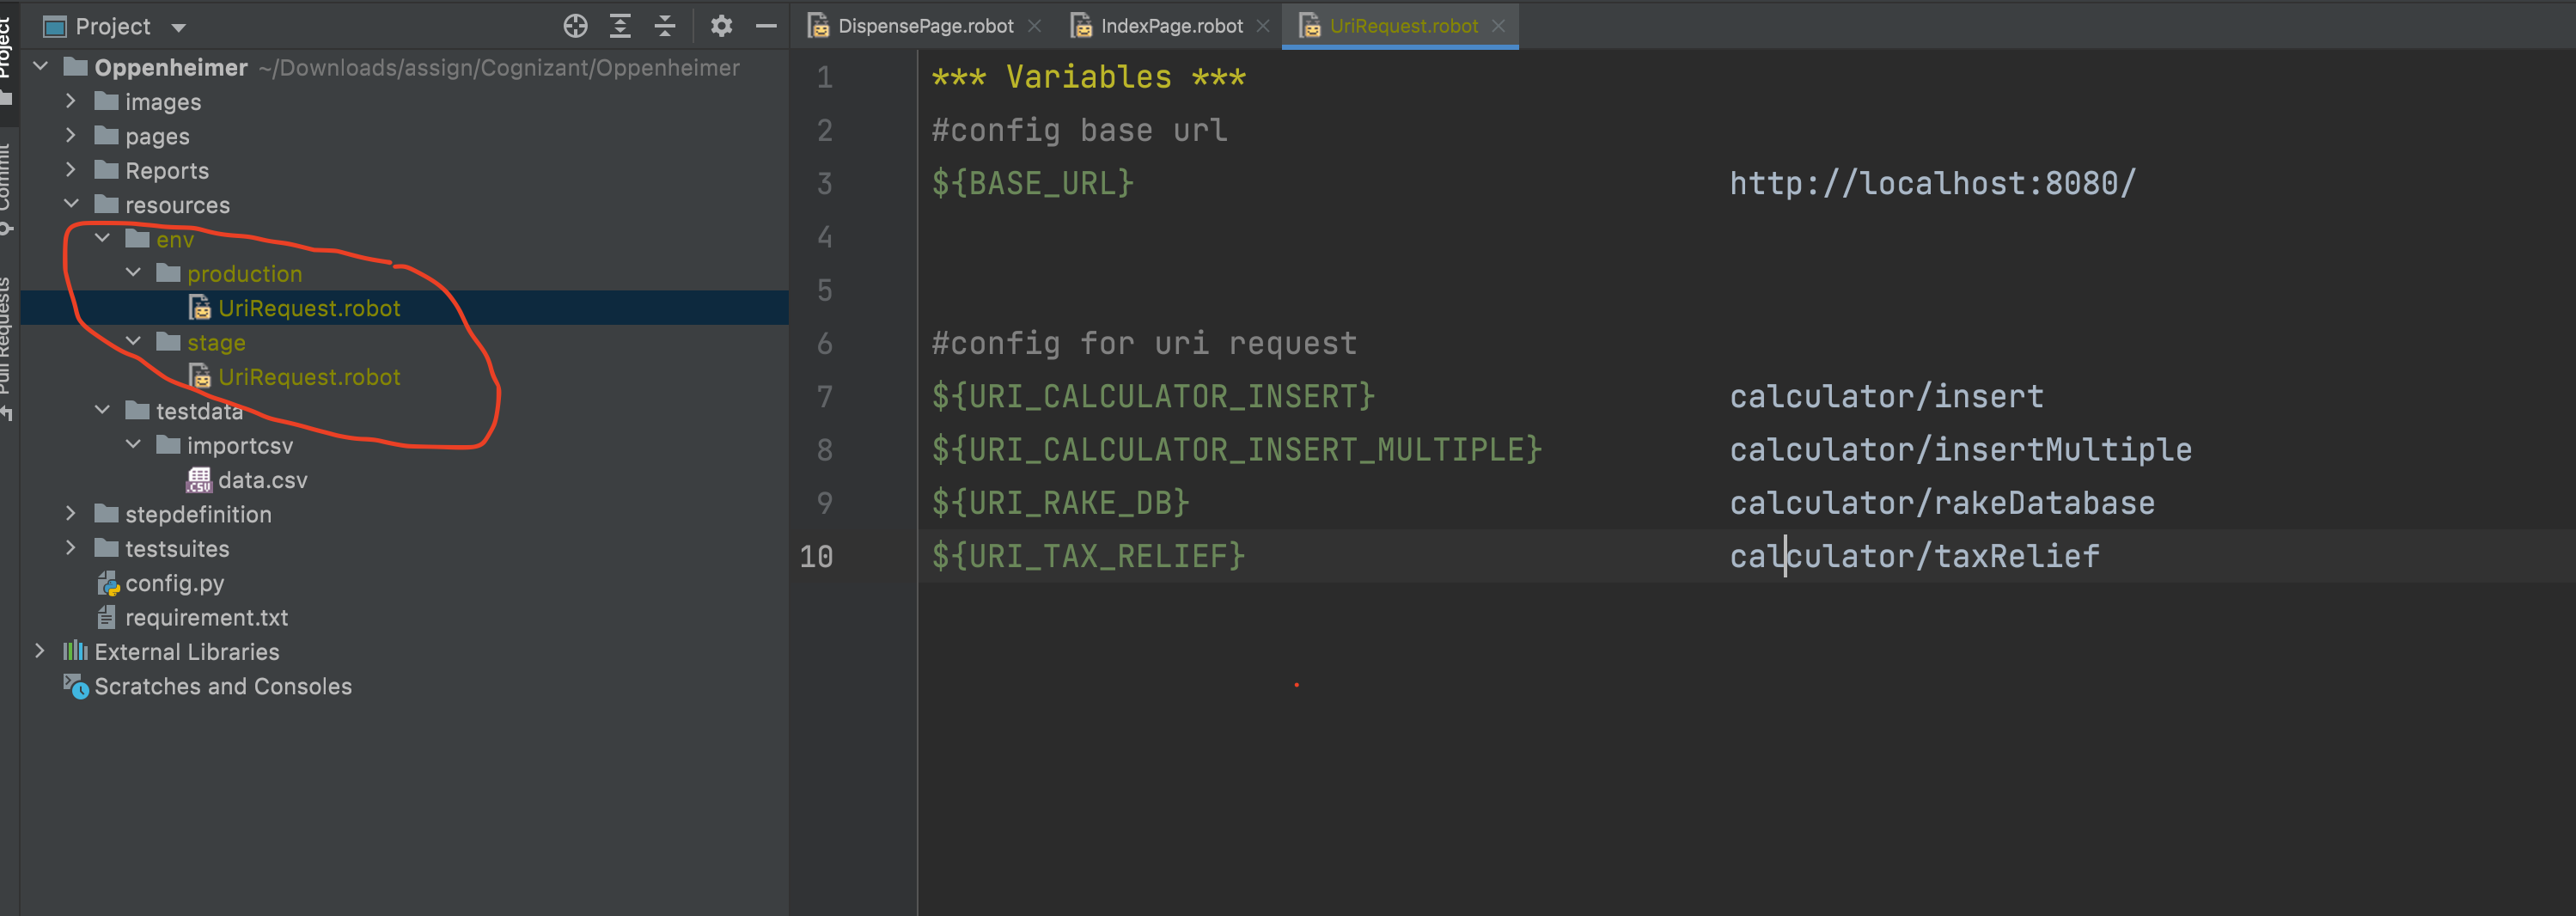 Project
Commit
Pull Requests
Project
Oppenheimer ~/Downloads/assign/Cognizant/Oppenheimer
images
pages
Reports
resources
env
production
UriRequest.robot
stage
UriRequest.robot
testdata
importcsv
data.csv
stepdefinition
testsuites
config.py
requirement.txt
External Libraries
Scratches and Consoles
DispensePage.robot IndexPage.robot UriRequest.robot
1 *** Variables ***
2 #config base url
3 ${BASE_URL} http://localhost:8080/
4
5
6 #config for uri request
7 ${URI_CALCULATOR_INSERT} calculator/insert
8 ${URI_CALCULATOR_INSERT_MULTIPLE} calculator/insertMultiple
9 ${URI_RAKE_DB} calculator/rakeDatabase
10 ${URI_TAX_RELIEF} calculator/taxRelief